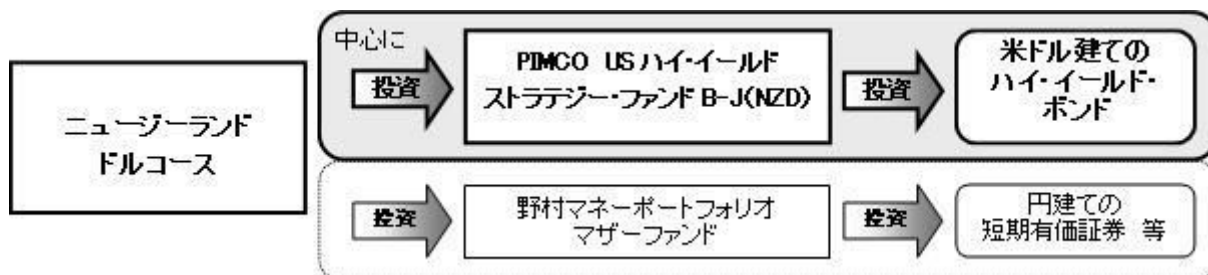 ニュージーランド
ドルコース
中心に
投資
PIMCO USハイ・イールド
ストラテジー・ファンドB-J(NZD)
投資
米ドル建ての
ハイ・イールド・
ボンド
投資
野村マネーポートフォリオ
マザーファンド
投資
円建ての
短期有価証券 等